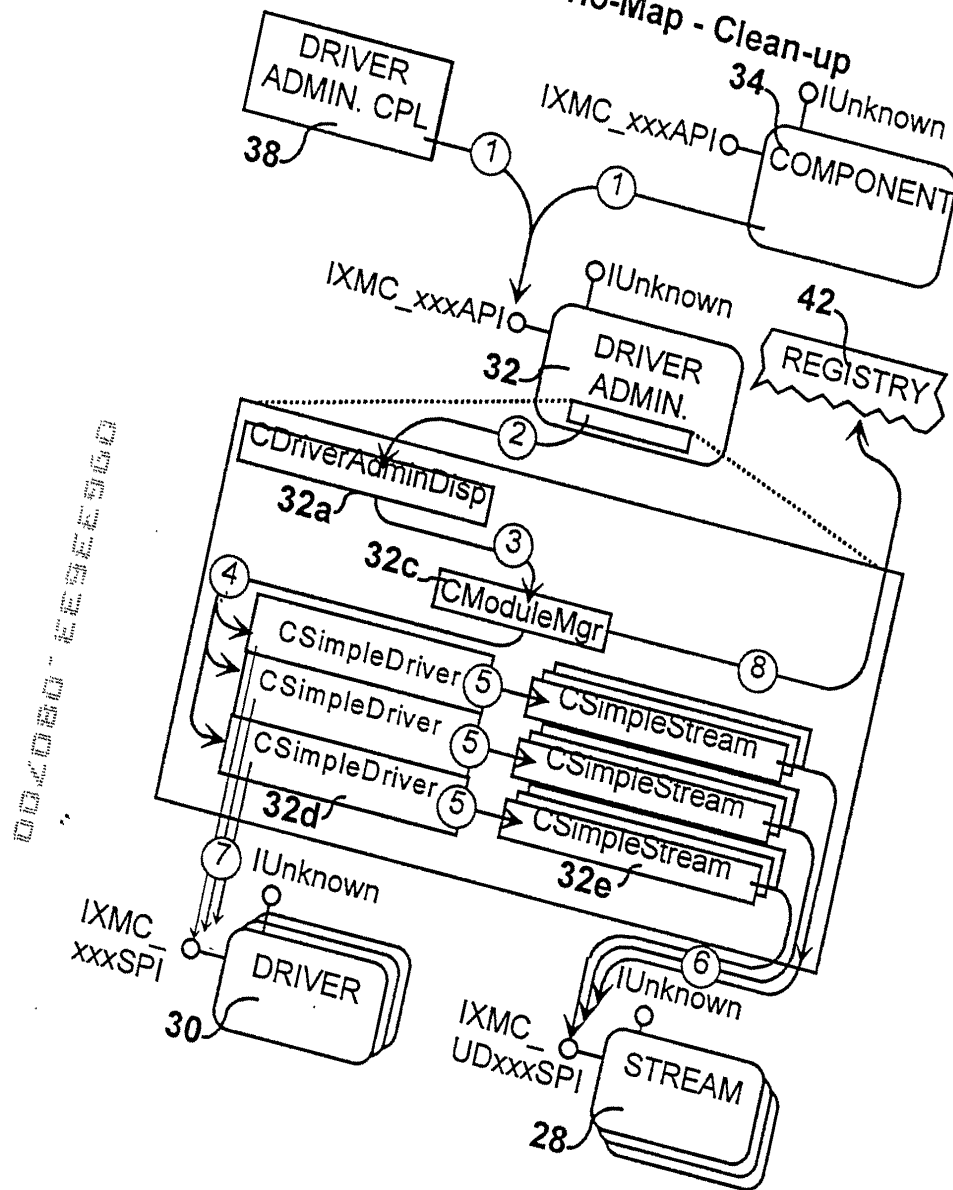 -Map - Clean-up
DRIVER
ADMIN. CPL
38
1
34
IUnknown
IXMC_xxxAPI
COMPONENT
1
IXMC_xxxAPI
IUnknown
32
DRIVER
ADMIN.
42
REGISTRY
2
CDriverAdminDisp
32a
3
32c
CModuleMgr
4
8
CSimpleDriver
5
CSimpleStream
CSimpleDriver
5
CSimpleStream
CSimpleDriver
5
CSimpleStream
32d
32e
7
IUnknown
IXMC_
xxxSPI
DRIVER
30
6
IUnknown
IXMC_
UDxxxSPI
STREAM
28